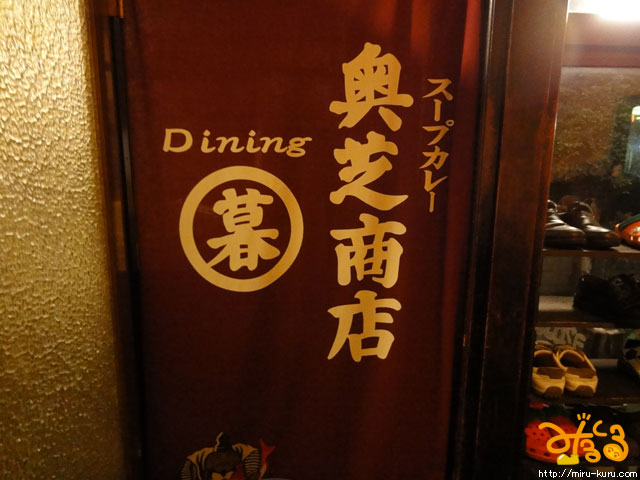 スープカレー
奥芝商店
Dining
暮
みるくる
http://miru-kuru.com/